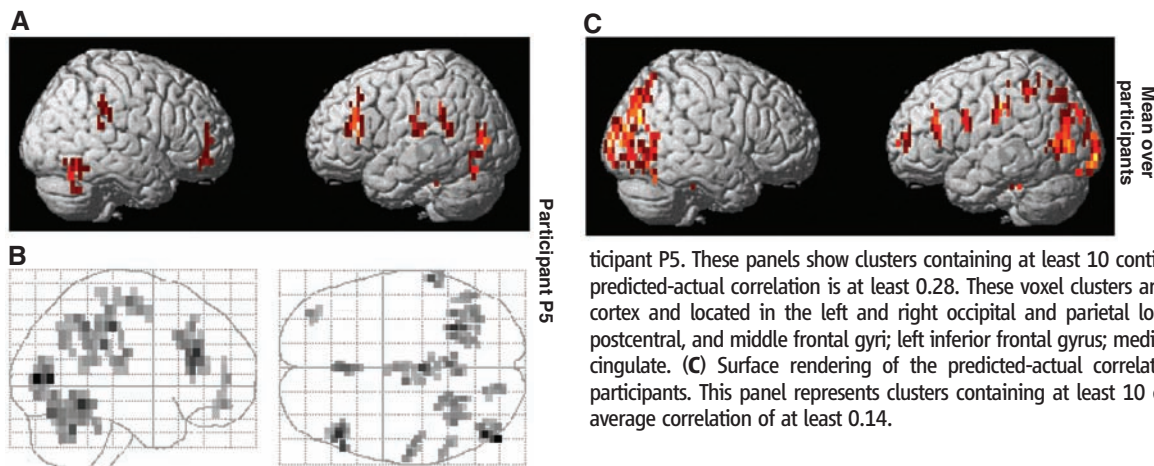 A
C
Participant P5
Mean over
participants
B
ticipant P5. These panels show clusters containing at least 10 conti
predicted-actual correlation is at least 0.28. These voxel clusters ar
cortex and located in the left and right occipital and parietal lo
postcentral, and middle frontal gyri; left inferior frontal gyrus; medi
cingulate. (C) Surface rendering of the predicted-actual correlat
participants. This panel represents clusters containing at least 10
average correlation of at least 0.14.